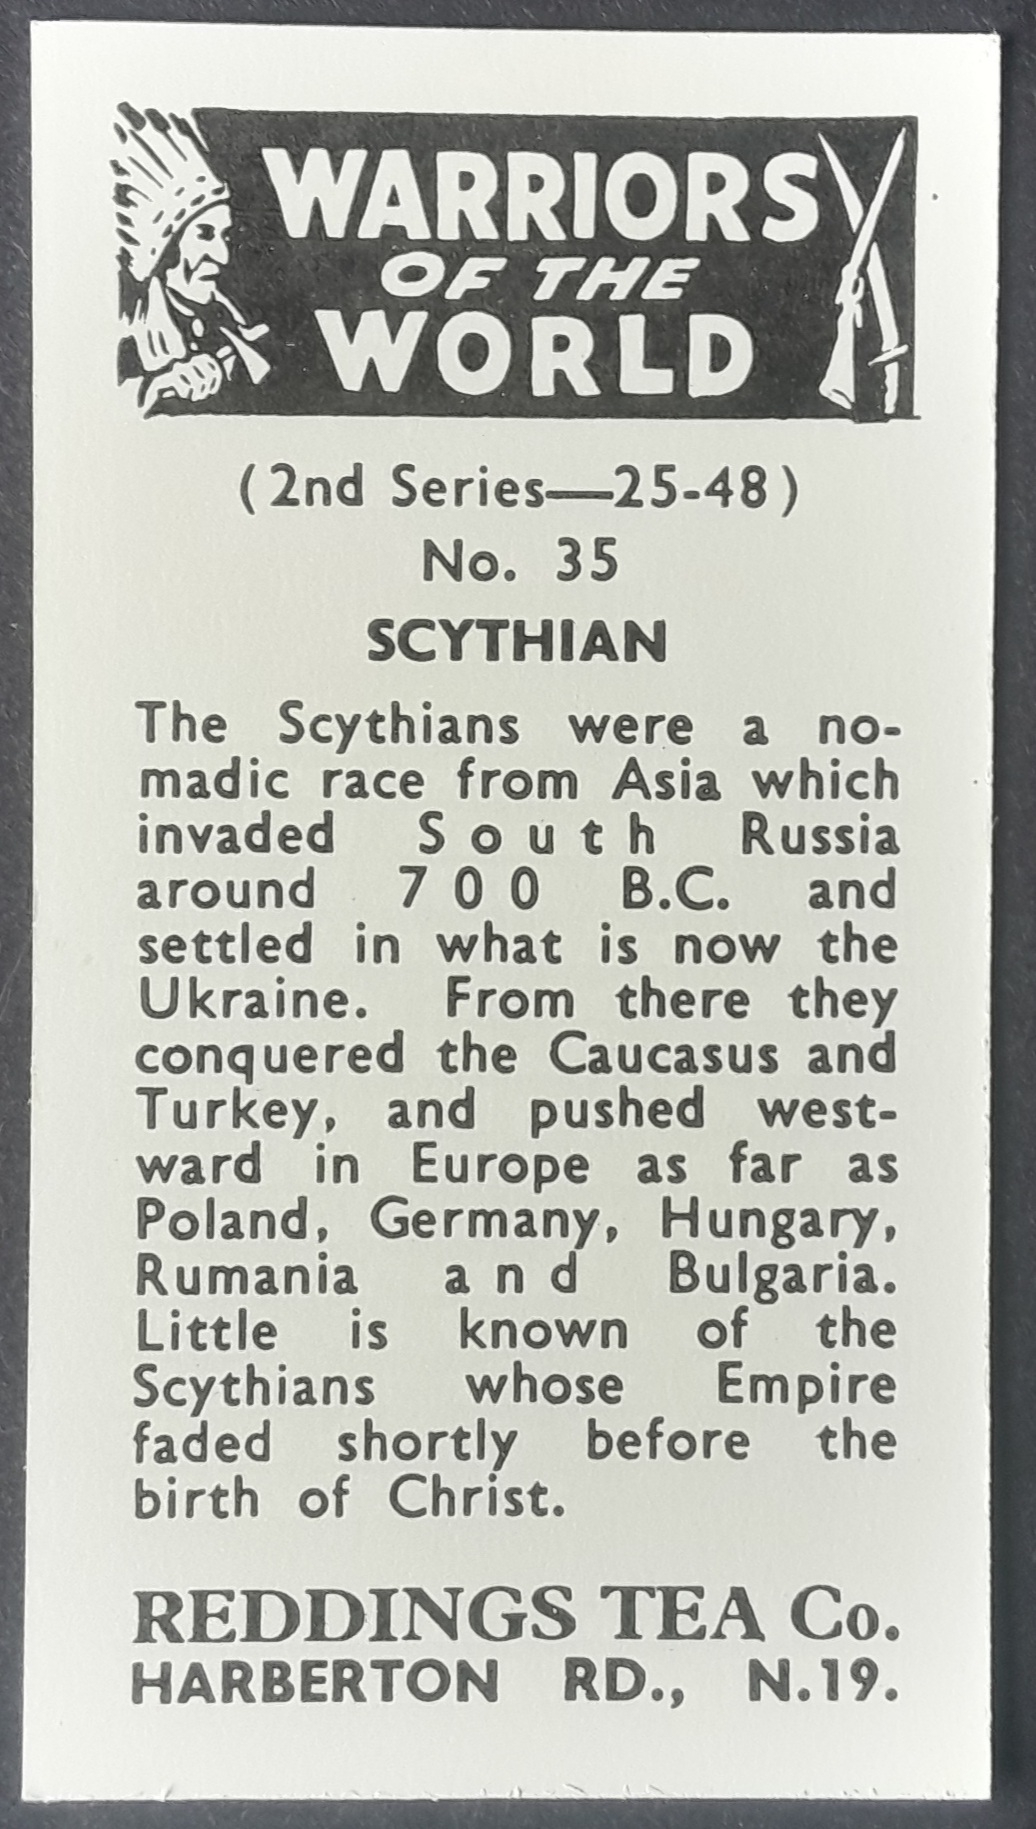 WARRIORS
OF THE
WORLD
(2nd Series—25-48)
No. 35
SCYTHIAN
The Scythians were a no-
madic race from Asia which
invaded South Russia
around 700 B.C. and
settled in what is now the
Ukraine. From there they
conquered the Caucasus and
Turkey, and pushed west-
ward in Europe as far as
Poland, Germany, Hungary,
Rumania and Bulgaria.
Little is known of the
Scythians whose Empire
faded shortly before the
birth of Christ.
REDDINGS TEA Co.
HARBERTON RD., N.19.